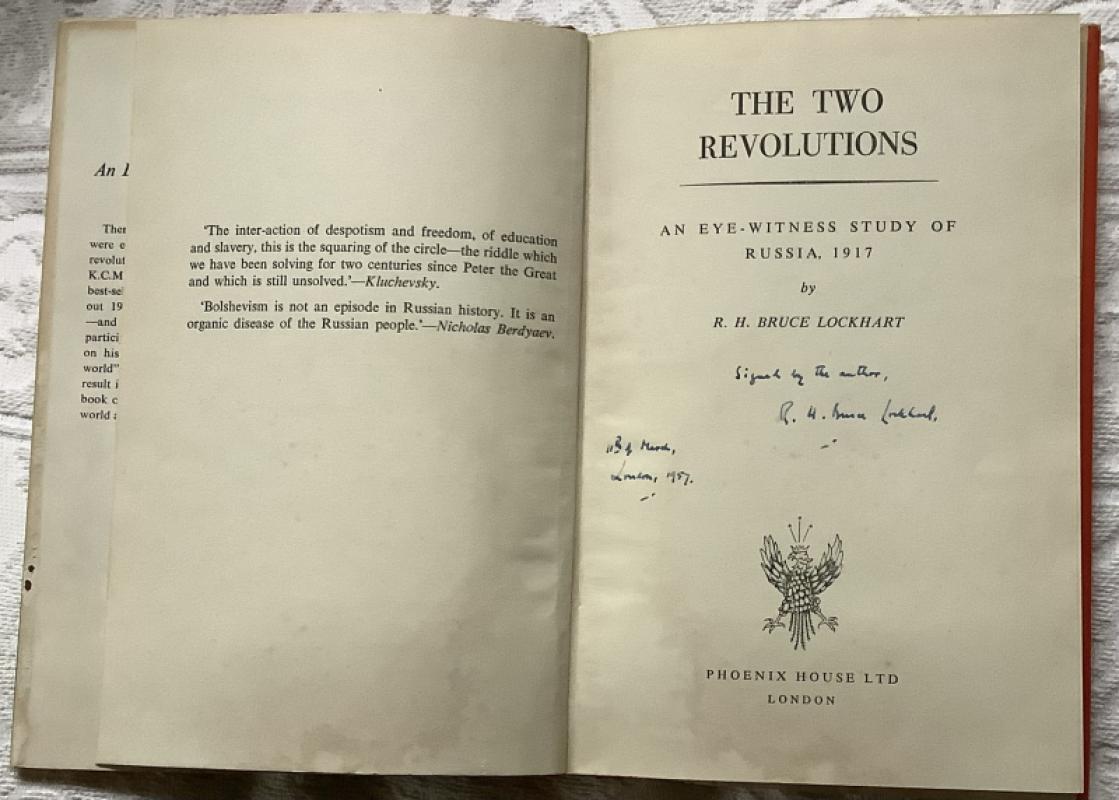 An
Ther
were e
revolut
K.C.M
best-se
out 19
—and
partici
on his
world"
result i
book c
world
'The inter-action of despotism and freedom, of education
and slavery, this is the squaring of the circle—the riddle which
we have been solving for two centuries since Peter the Great
and which is still unsolved.'—Kluchevsky.
'Bolshevism is not an episode in Russian history. It is an
organic disease of the Russian people.'—Nicholas Berdyaev.
THE TWO
REVOLUTIONS
AN EYE-WITNESS STUDY OF
RUSSIA, 1917
by
R. H. BRUCE LOCKHART
Signed by the author,
R. H. Bruce Lockhart.
11th of March,
London, 1957.
PHOENIX HOUSE LTD
LONDON